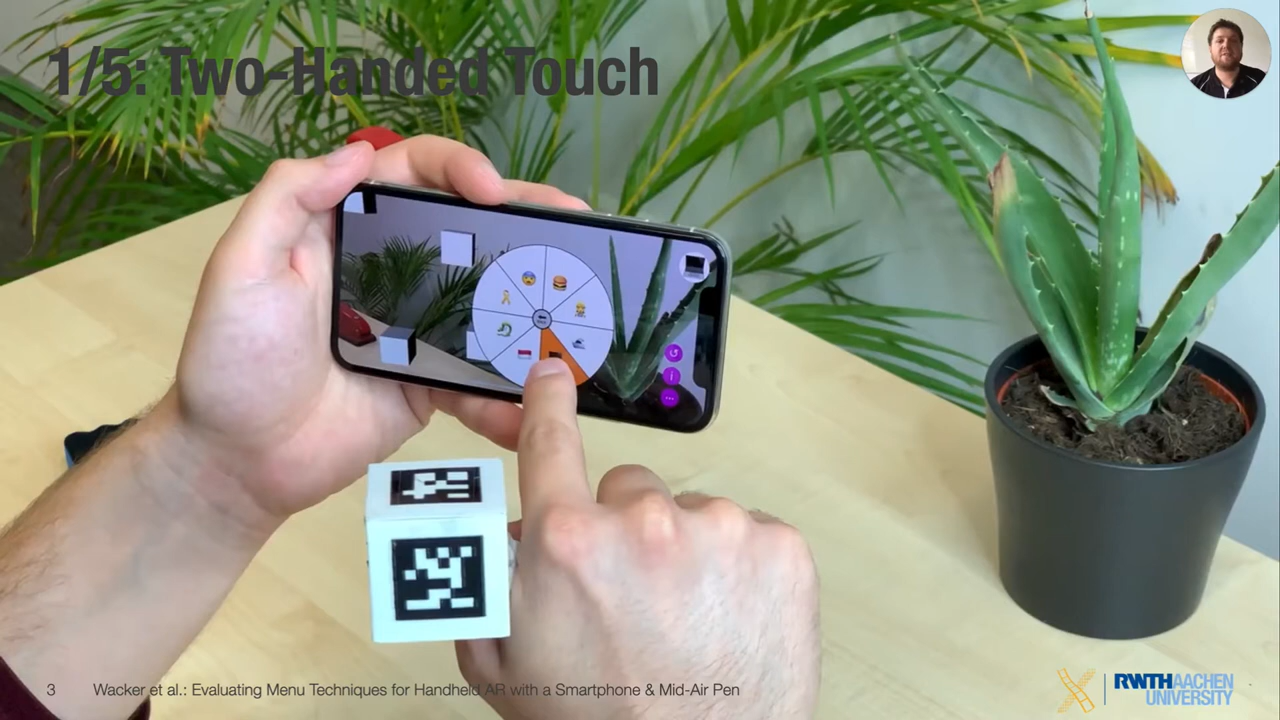 1/5: Two-Handed Touch
3 Wacker et al.: Evaluating Menu Techniques for Handheld AR with a Smartphone & Mid-Air Pen
RWTHAACHEN
UNIVERSITY